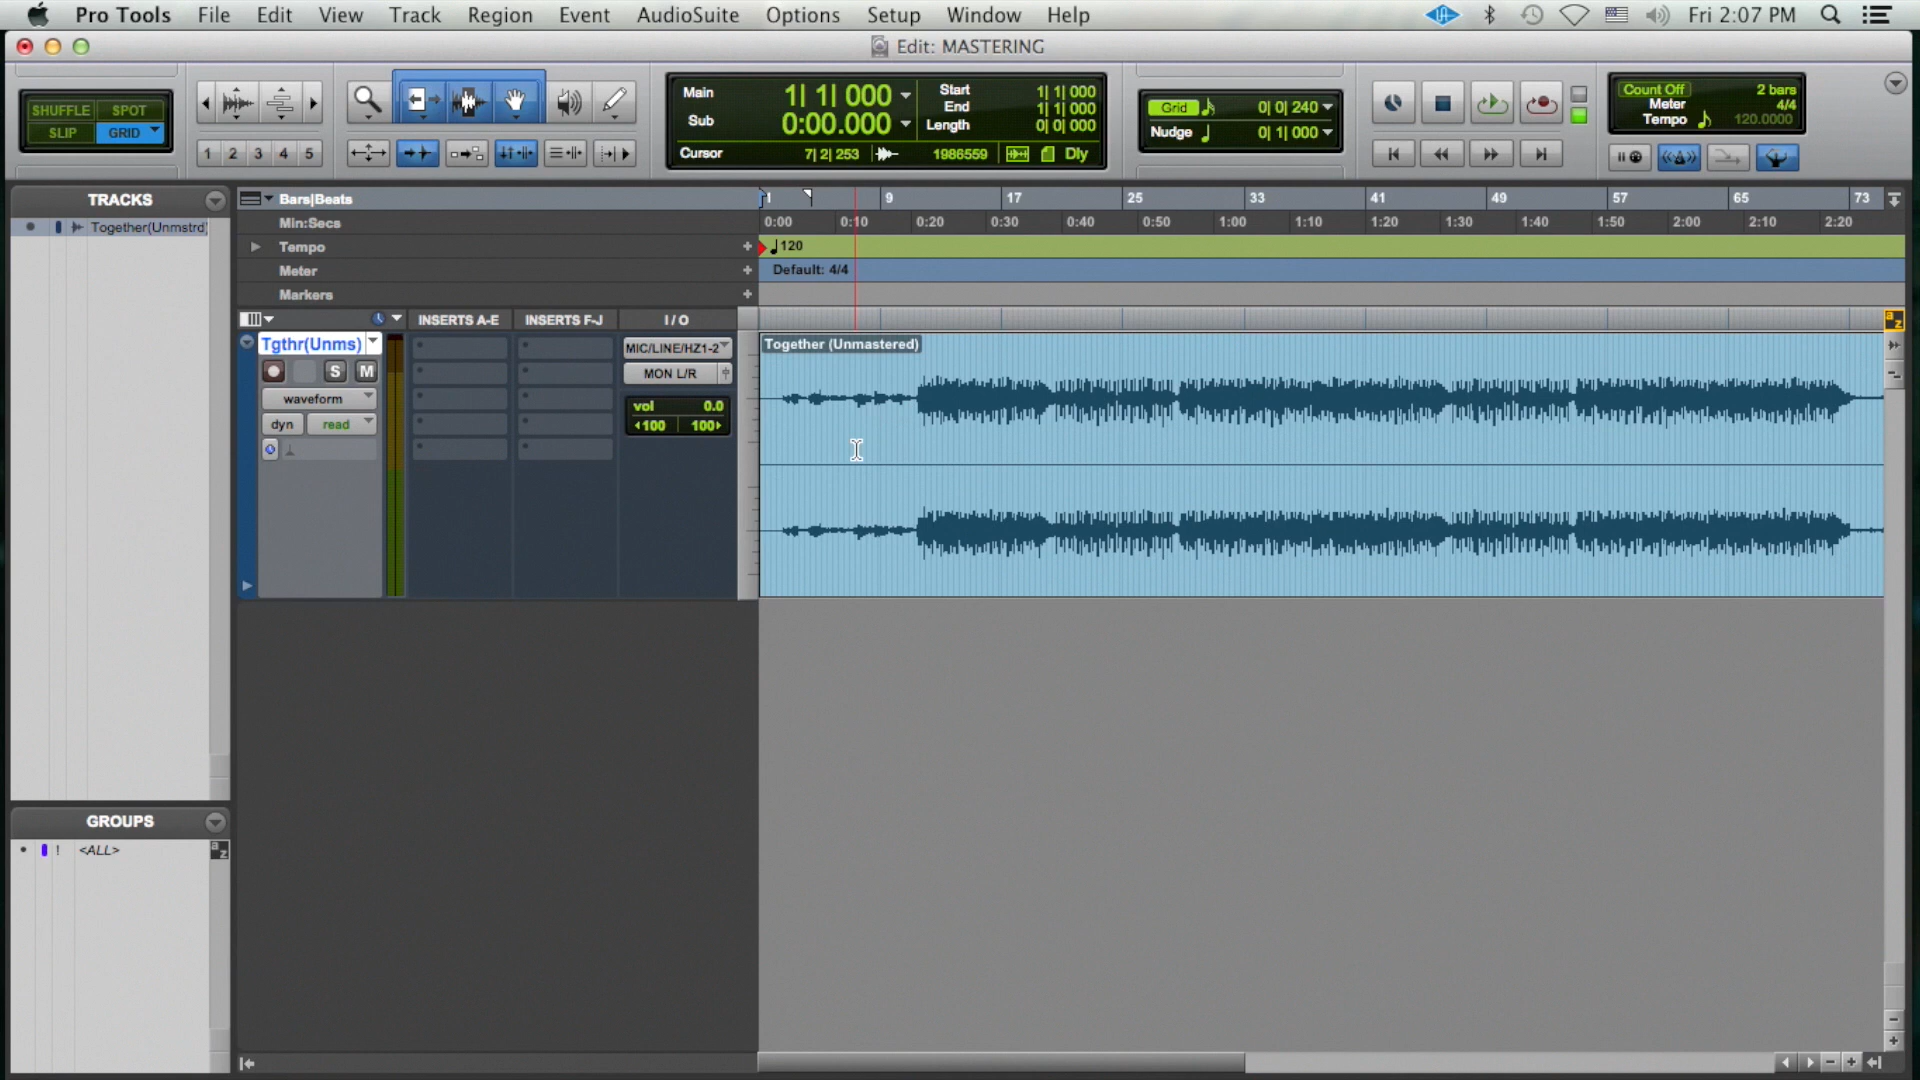 Pro Tools File Edit View Track Region Event AudioSuite Options Setup Window Help Fri 2:07 PM
Edit: MASTERING
SHUFFLE SPOT
SLIP GRID
1 2 3 4 5
Main 1| 1| 000
Sub 0:00.000
Start 1| 1| 000
End 1| 1| 000
Length 0| 0| 000
Cursor 7| 2| 253 1986559 Dly
Grid 0| 0| 240
Nudge 0| 1| 000
Count Off 2 bars
Meter 4/4
Tempo 120.0000
TRACKS
Together(Unmstrd)
Bars|Beats 1 9 17 25 33 41 49 57 65 73
Min:Secs 0:00 0:10 0:20 0:30 0:40 0:50 1:00 1:10 1:20 1:30 1:40 1:50 2:00 2:10 2:20
Tempo 120
Meter Default: 4/4
Markers
INSERTS A-E INSERTS F-J I / O
Tgthr(Unms)
S M
waveform
dyn read
MIC/LINE/HZ1-2
MON L/R
vol 0.0
100 100
Together (Unmastered)
a z
GROUPS
! <ALL>
a z